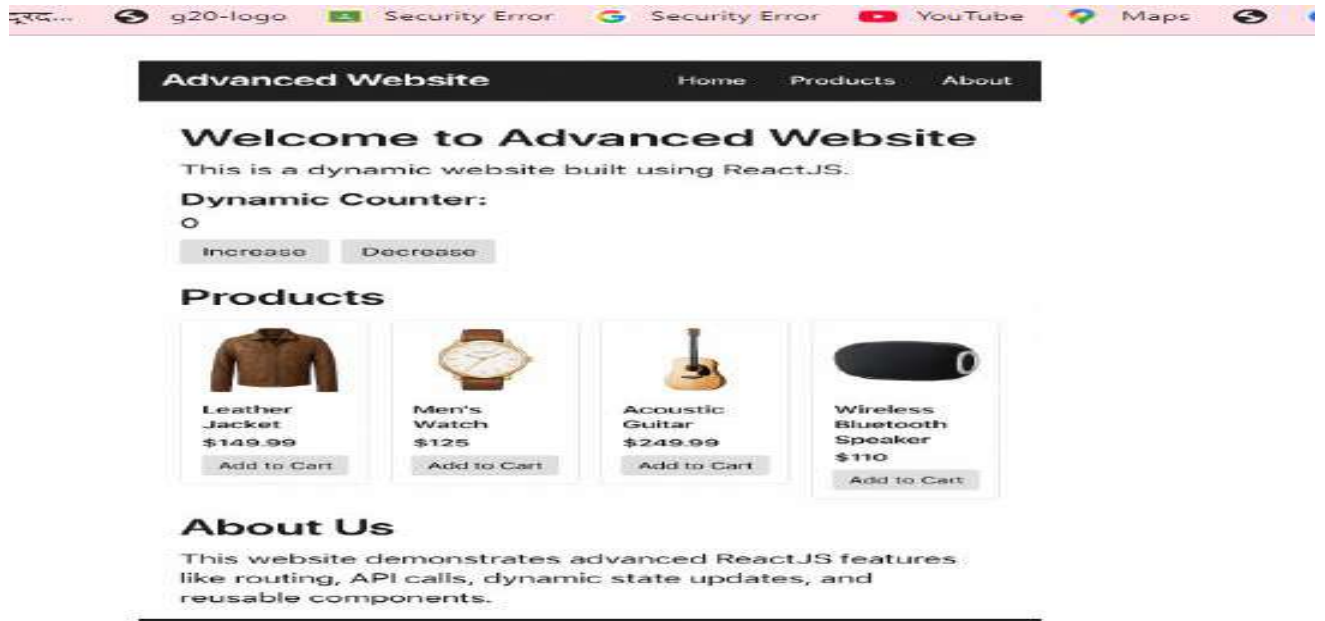 g20-logo Security Error Security Error YouTube Maps
Advanced Website Home Products About
Welcome to Advanced Website
This is a dynamic website built using ReactJS.
Dynamic Counter:
0
Increase Decrease
Products
Leather
Jacket
$149.99
Add to Cart
Men's
Watch
$125
Add to Cart
Acoustic
Guitar
$249.99
Add to Cart
Wireless
Bluetooth
Speaker
$110
Add to Cart
About Us
This website demonstrates advanced ReactJS features
like routing, API calls, dynamic state updates, and
reusable components.